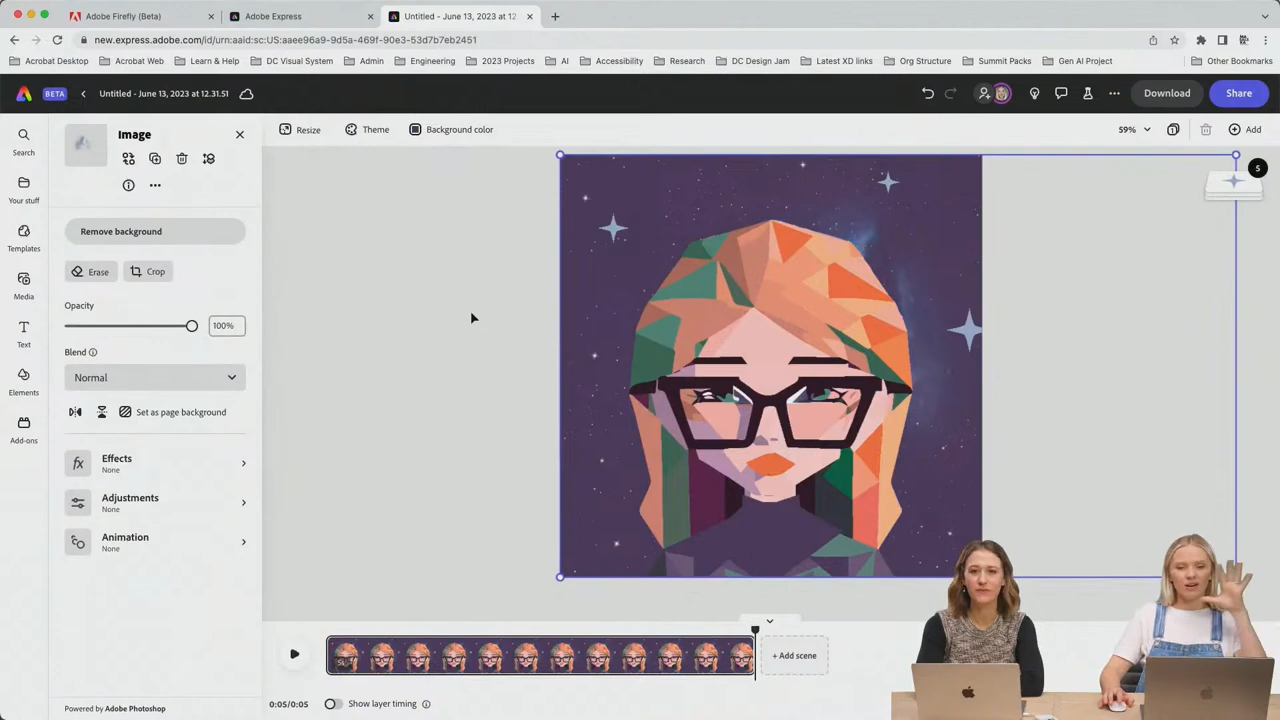 Adobe Firefly (Beta)
Adobe Express
Untitled - June 13, 2023 at 12
new.express.adobe.com/id/urn:aaid:sc:US:aaee96a9-9d5a-469f-90e3-53d7b7eb2451
Acrobat Desktop Acrobat Web Learn & Help DC Visual System Admin Engineering 2023 Projects AI Accessibility Research DC Design Jam Latest XD links Org Structure Summit Packs Gen AI Project Other Bookmarks
BETA Untitled - June 13, 2023 at 12.31.51 Download Share
Resize Theme Background color 59% 1 Add
Search
Your stuff
Templates
Media
Text
Elements
Add-ons
Image
Remove background
Erase Crop
Opacity
100%
Blend
Normal
Set as page background
fx Effects
None
Adjustments
None
Animation
None
Powered by Adobe Photoshop
5
+ Add scene
0:05/0:05 Show layer timing